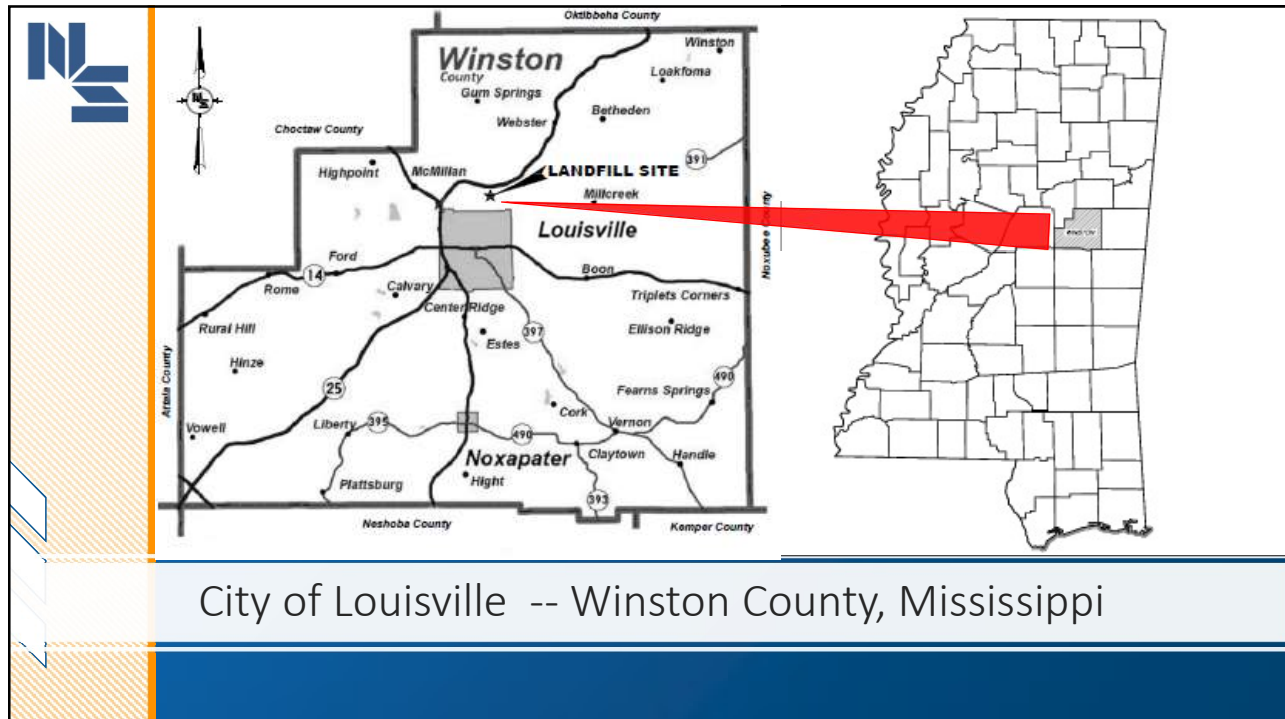 Oktibbeha County
Winston
County
Winston
Loakfoma
Gum Springs
Betheden
Webster
Choctaw County
391
Highpoint
McMillan
LANDFILL SITE
Millcreek
Louisville
Noxubee County
Ford
14
Rome
Boon
Calvary
Triplets Corners
Center Ridge
Rural Hill
397
Ellison Ridge
Estes
Hinze
Attala County
25
490
Fearns Springs
Cork
Liberty
395
Vernon
Vowell
490
Claytown
Handle
Noxapater
Hight
Plattsburg
393
Neshoba County
Kemper County
NS
WINSTON
City of Louisville -- Winston County, Mississippi